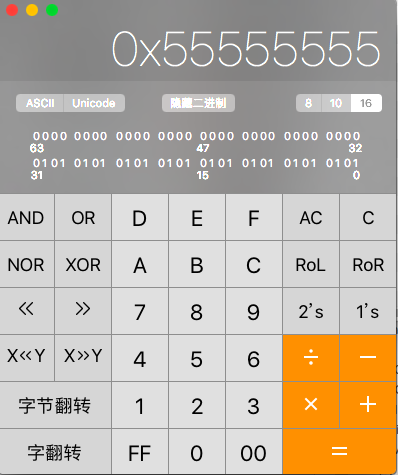 0x55555555
ASCII Unicode 隐藏二进制 8 10 16
0000 0000 0000 0000 0000 0000 0000 0000
63 47 32
0101 0101 0101 0101 0101 0101 0101 0101
31 15 0
AND OR D E F AC C
NOR XOR A B C RoL RoR
« » 7 8 9 2's 1's
X«Y X»Y 4 5 6 ÷ −
字节翻转 1 2 3 × +
字翻转 FF 0 00 =